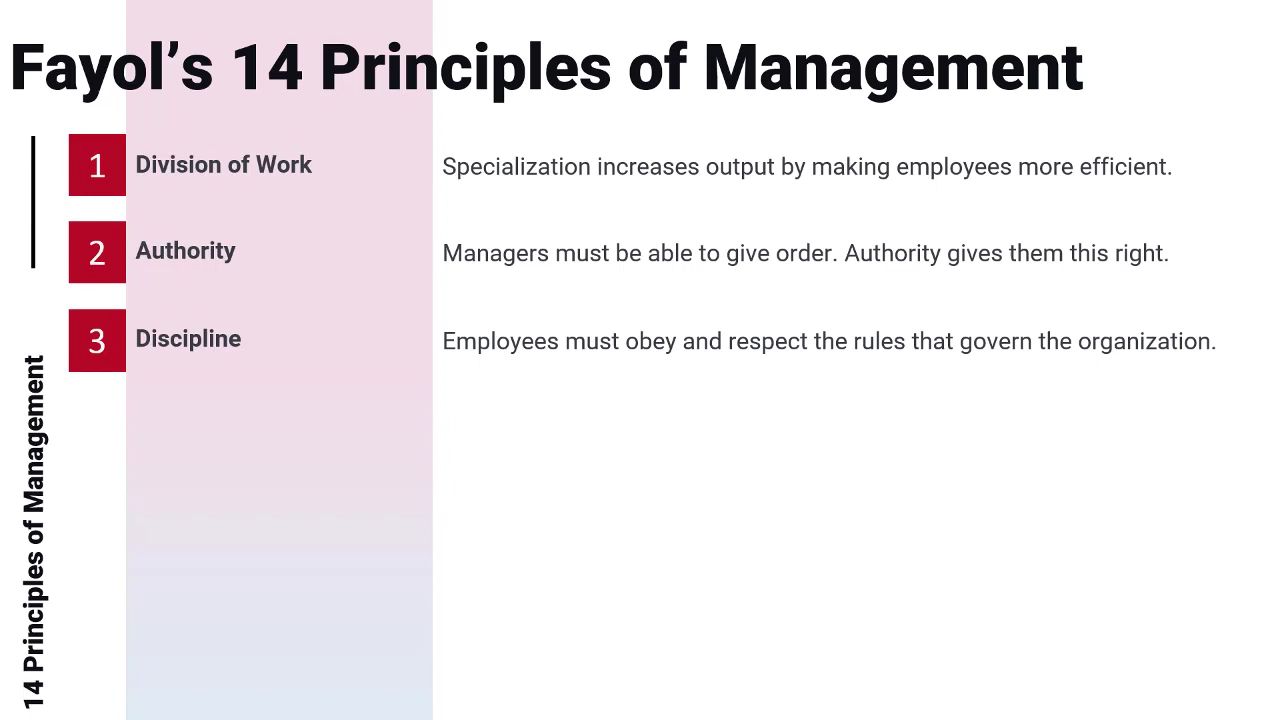 Fayol’s 14 Principles of Management
1 Division of Work Specialization increases output by making employees more efficient.
2 Authority Managers must be able to give order. Authority gives them this right.
3 Discipline Employees must obey and respect the rules that govern the organization.
14 Principles of Management